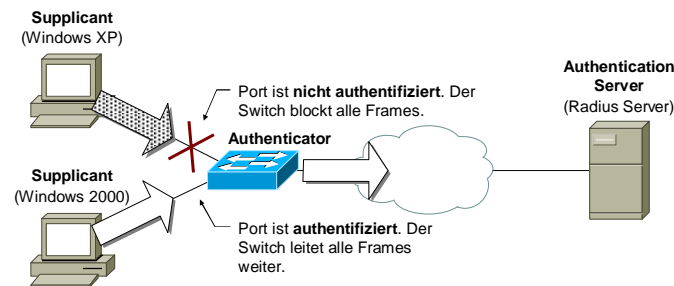 Supplicant
(Windows XP)
Port ist nicht authentifiziert. Der
Switch blockt alle Frames.
Authentication
Server
(Radius Server)
Authenticator
Supplicant
(Windows 2000)
Port ist authentifiziert. Der
Switch leitet alle Frames
weiter.